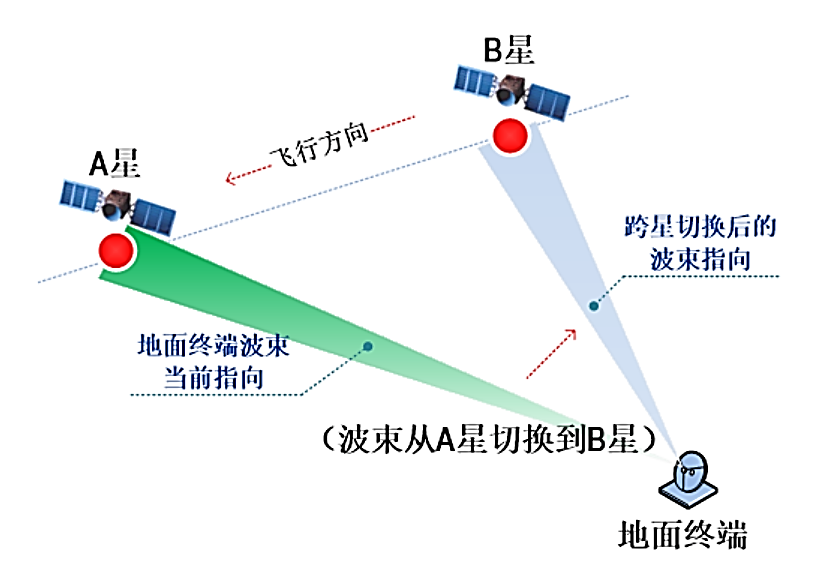 B星
飞行方向
A星
跨星切换后的
波束指向
地面终端波束
当前指向
（波束从A星切换到B星）
地面终端